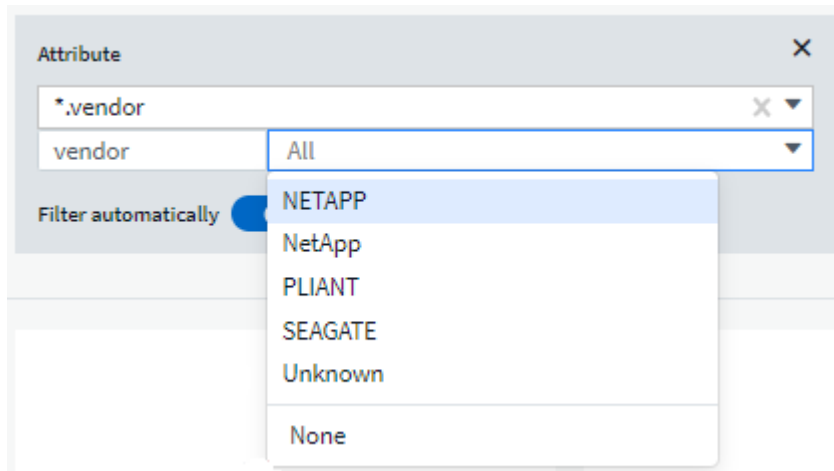 Attribute
*.vendor
vendor All
NETAPP
Filter automatically
NetApp
PLIANT
SEAGATE
Unknown
None